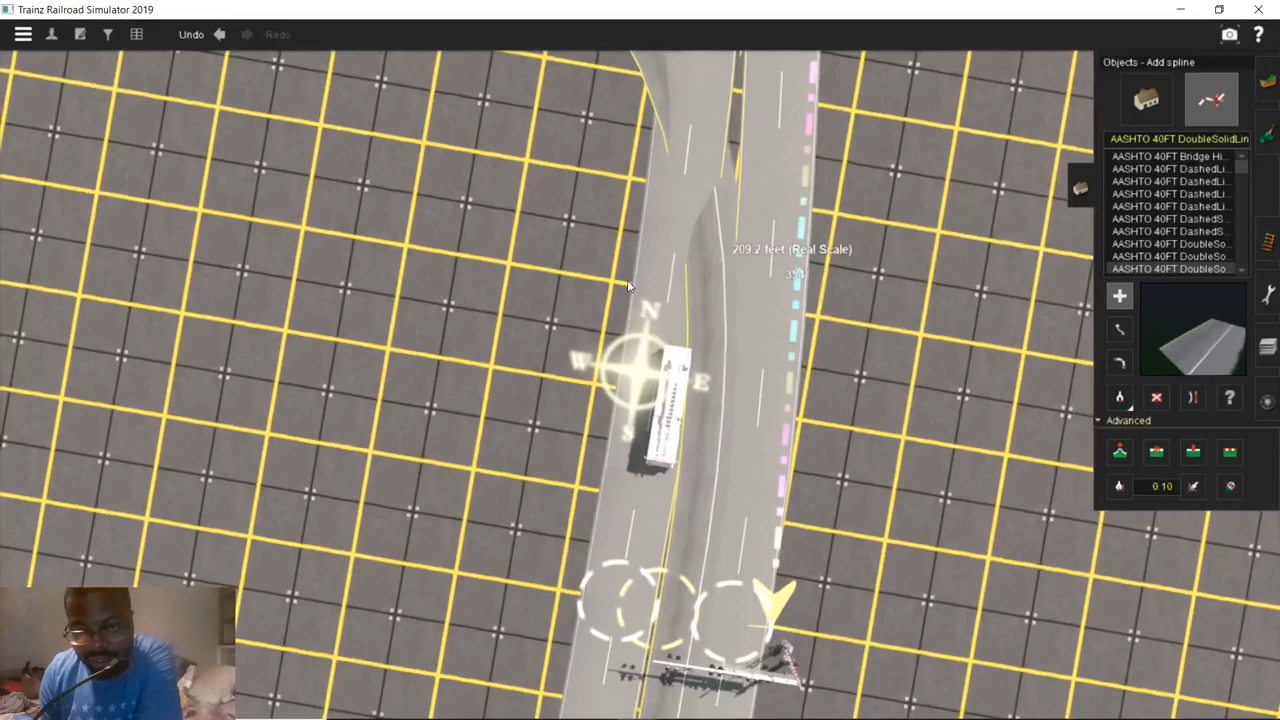 Trainz Railroad Simulator 2019
Undo
Redo
?
Objects - Add spline
AASHTO 40FT DoubleSolidLin
AASHTO 40FT Bridge Hi...
AASHTO 40FT DashedLi...
AASHTO 40FT DashedLi...
AASHTO 40FT DashedLi...
AASHTO 40FT DashedLi...
AASHTO 40FT DashedS...
AASHTO 40FT DashedS...
AASHTO 40FT DoubleSo...
AASHTO 40FT DoubleSo...
AASHTO 40FT DoubleSo...
209.2 feet (Real Scale)
N
W
E
S
?
Advanced
0.10